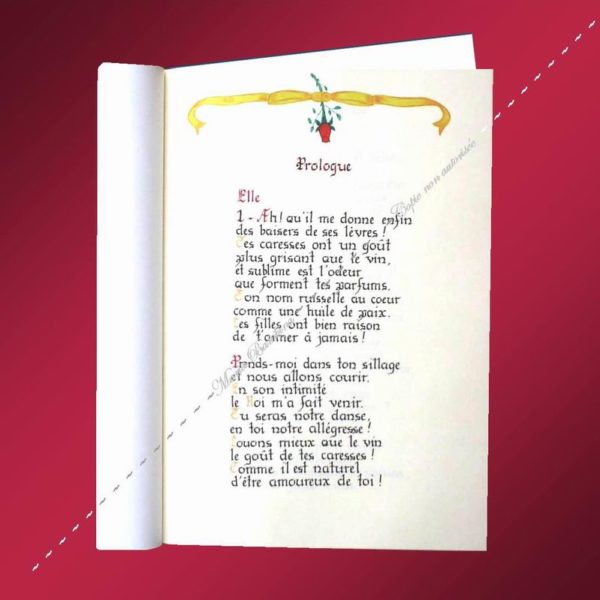 Prologue
Elle
1 - Ah! qu'il me donne enfin
des baisers de ses lèvres!
Tes caresses ont un goût
plus grisant que le vin,
et sublime est l'odeur
que forment tes parfums.
Ton nom ruisselle au coeur
comme une huile de paix.
Les filles ont bien raison
de t'aimer à jamais!
Prends-moi dans ton sillage
et nous allons courir.
En son intimité
le Roi m'a fait venir.
Tu seras notre danse,
en toi notre allégresse!
Louons mieux que le vin
le goût de tes caresses!
Comme il est naturel
d'être amoureux de toi!
Copie non autorisée